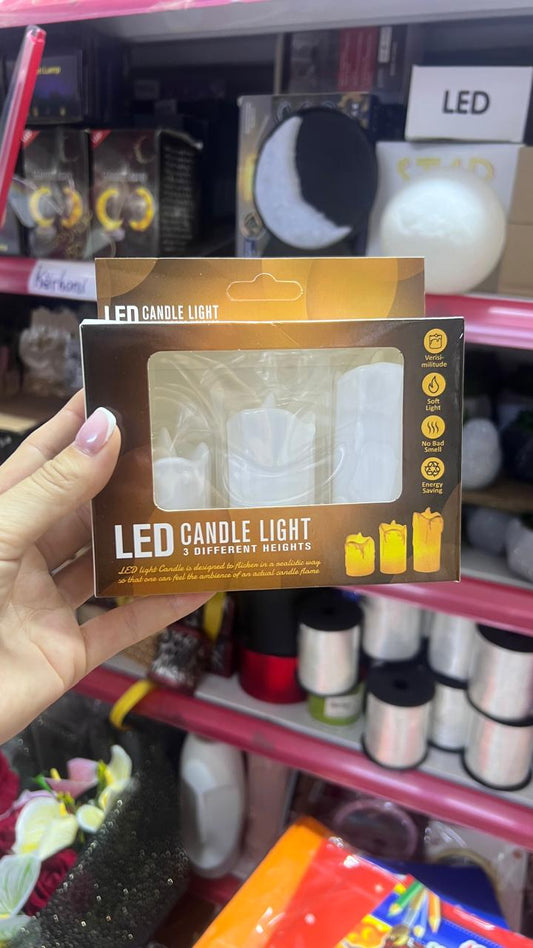 LED
LED CANDLE LIGHT
Verisi-
militude
Soft
Light
No Bad
Smell
Energy
Saving
LED CANDLE LIGHT
3 DIFFERENT HEIGHTS
LED light Candle is designed to flicker in a realistic way
so that one can feel the ambience of an actual candle flame